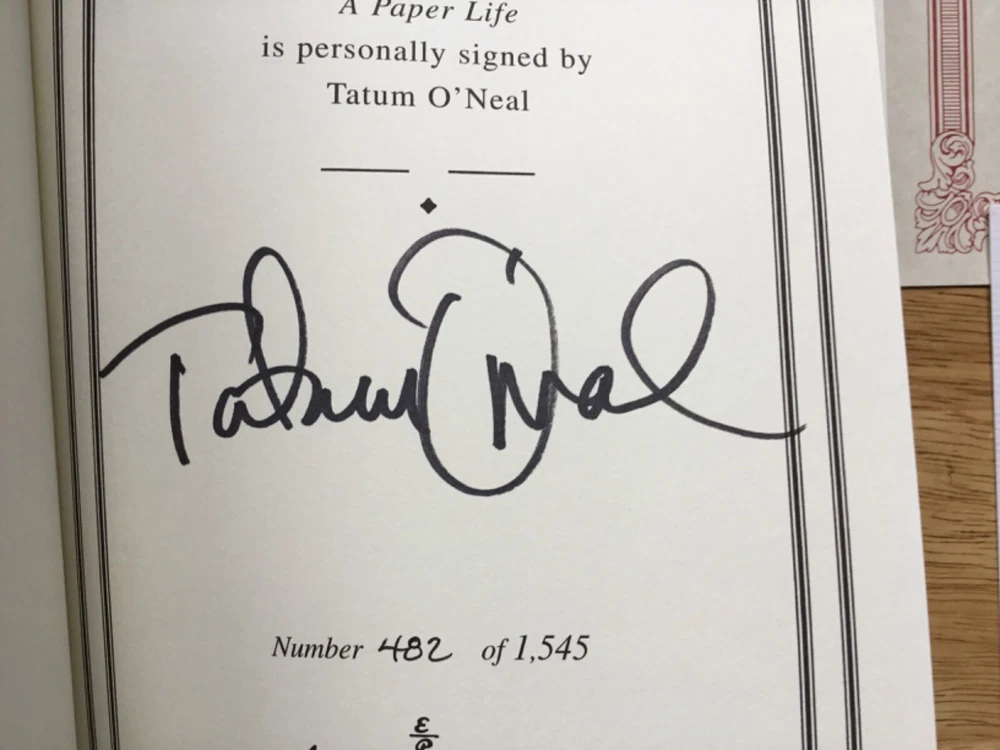 A Paper Life
is personally signed by
Tatum O'Neal
Tatum O'Neal
Number 482 of 1,545